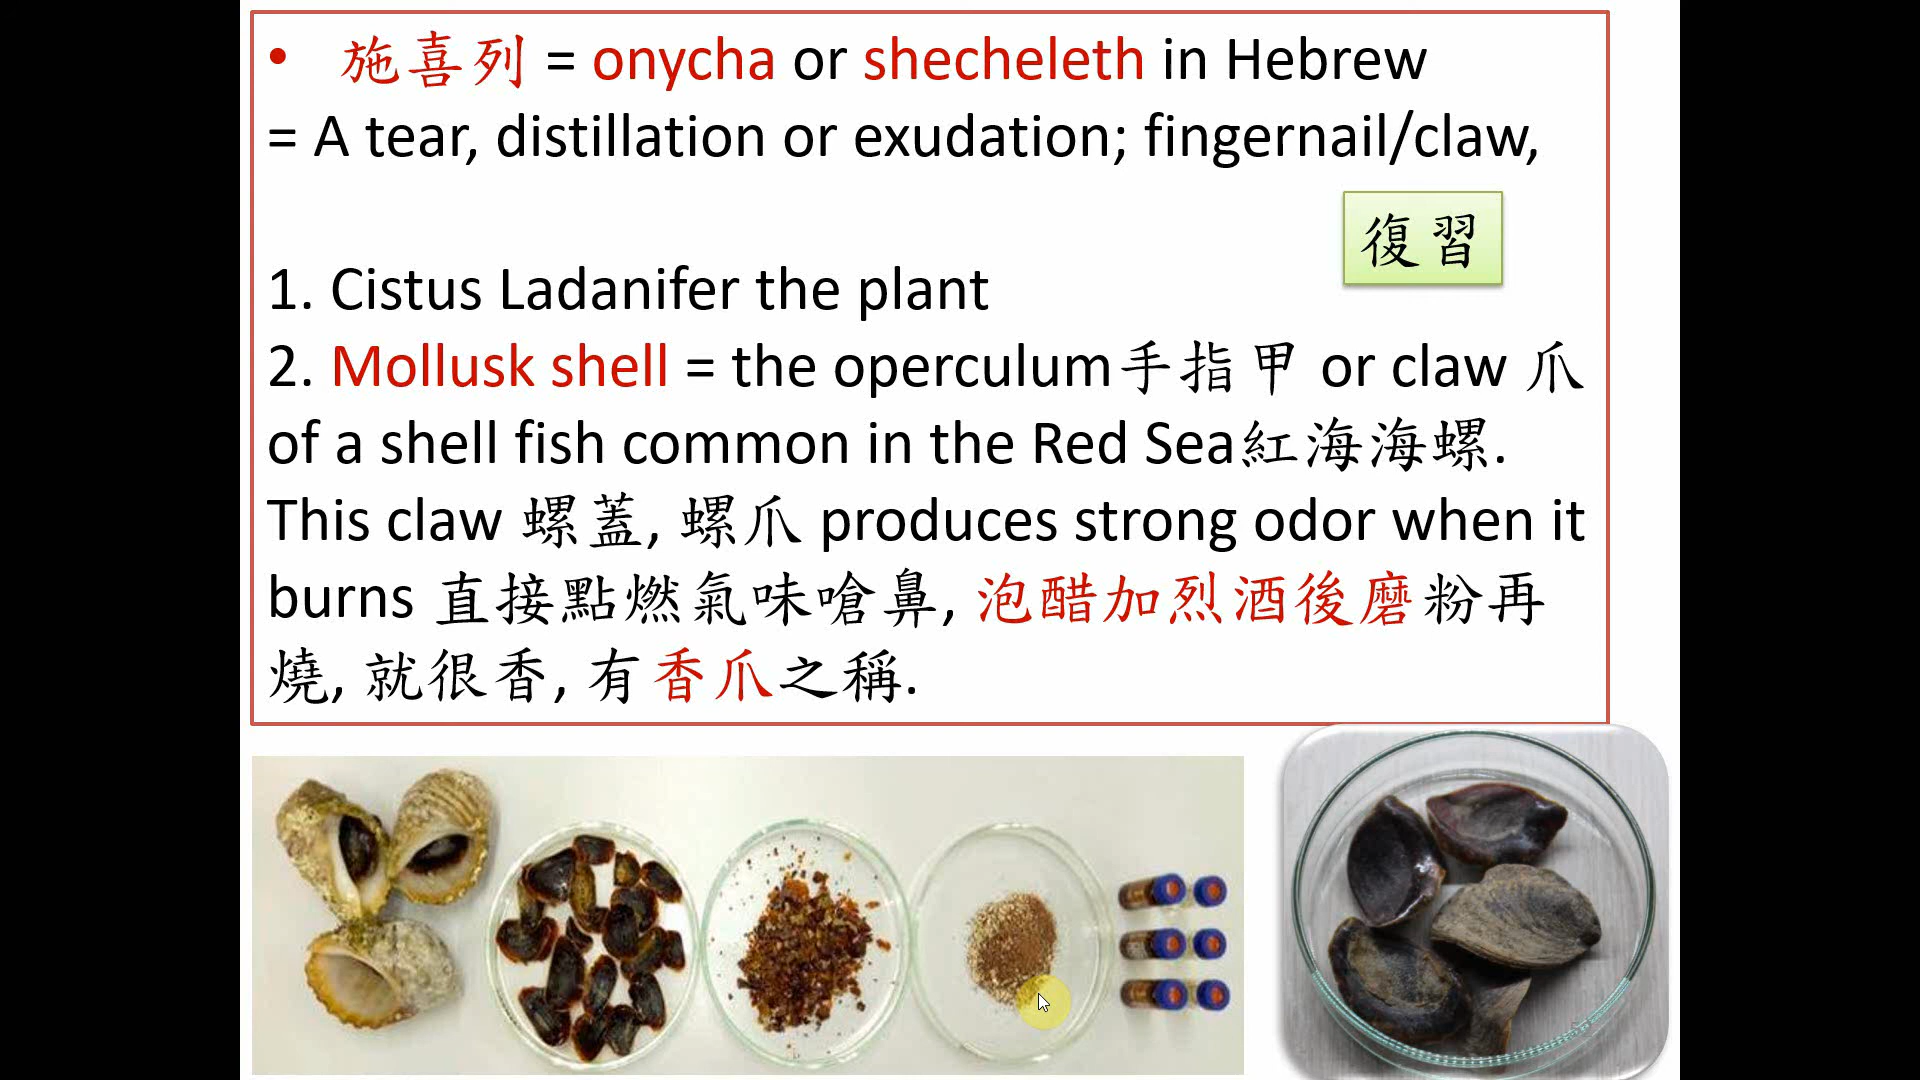 • 施喜列 = onycha or shecheleth in Hebrew
= A tear, distillation or exudation; fingernail/claw,
復習
1. Cistus Ladanifer the plant
2. Mollusk shell = the operculum手指甲 or claw 爪
of a shell fish common in the Red Sea紅海海螺.
This claw 螺蓋, 螺爪 produces strong odor when it
burns 直接點燃氣味嗆鼻, 泡醋加烈酒後磨粉再
燒, 就很香, 有香爪之稱.